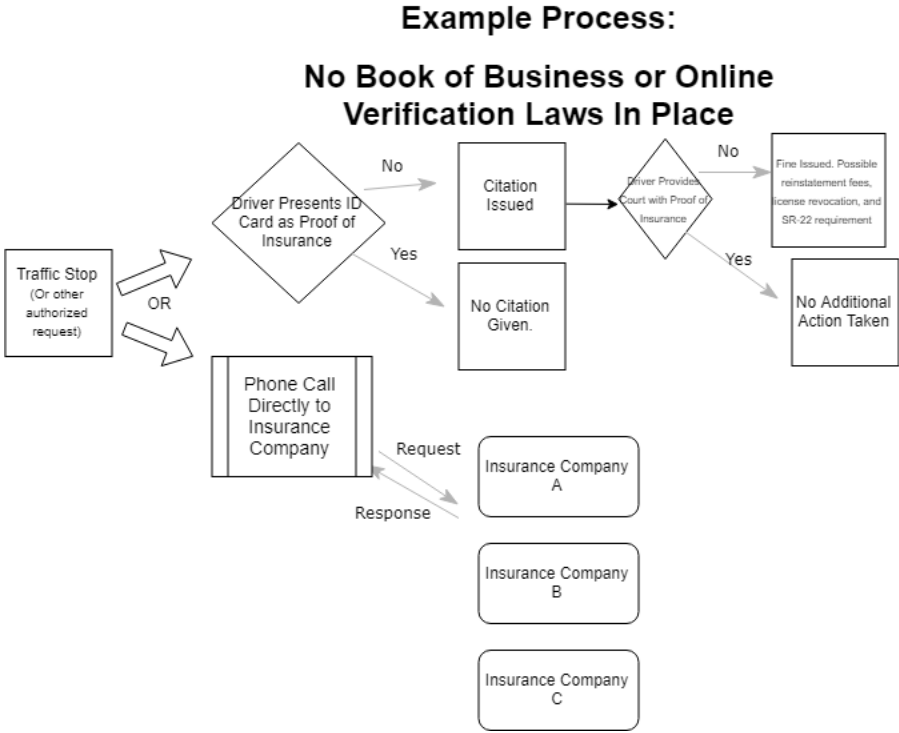 Example Process:
No Book of Business or Online
Verification Laws In Place
Traffic Stop
(Or other
authorized
request)
OR
Driver Presents ID
Card as Proof of
Insurance
No
Yes
Citation
Issued
No Citation
Given.
Driver Provides
Court with Proof of
Insurance
No
Yes
Fine Issued. Possible
reinstatement fees,
license revocation, and
SR-22 requirement
No Additional
Action Taken
Phone Call
Directly to
Insurance
Company
Request
Response
Insurance Company
A
Insurance Company
B
Insurance Company
C